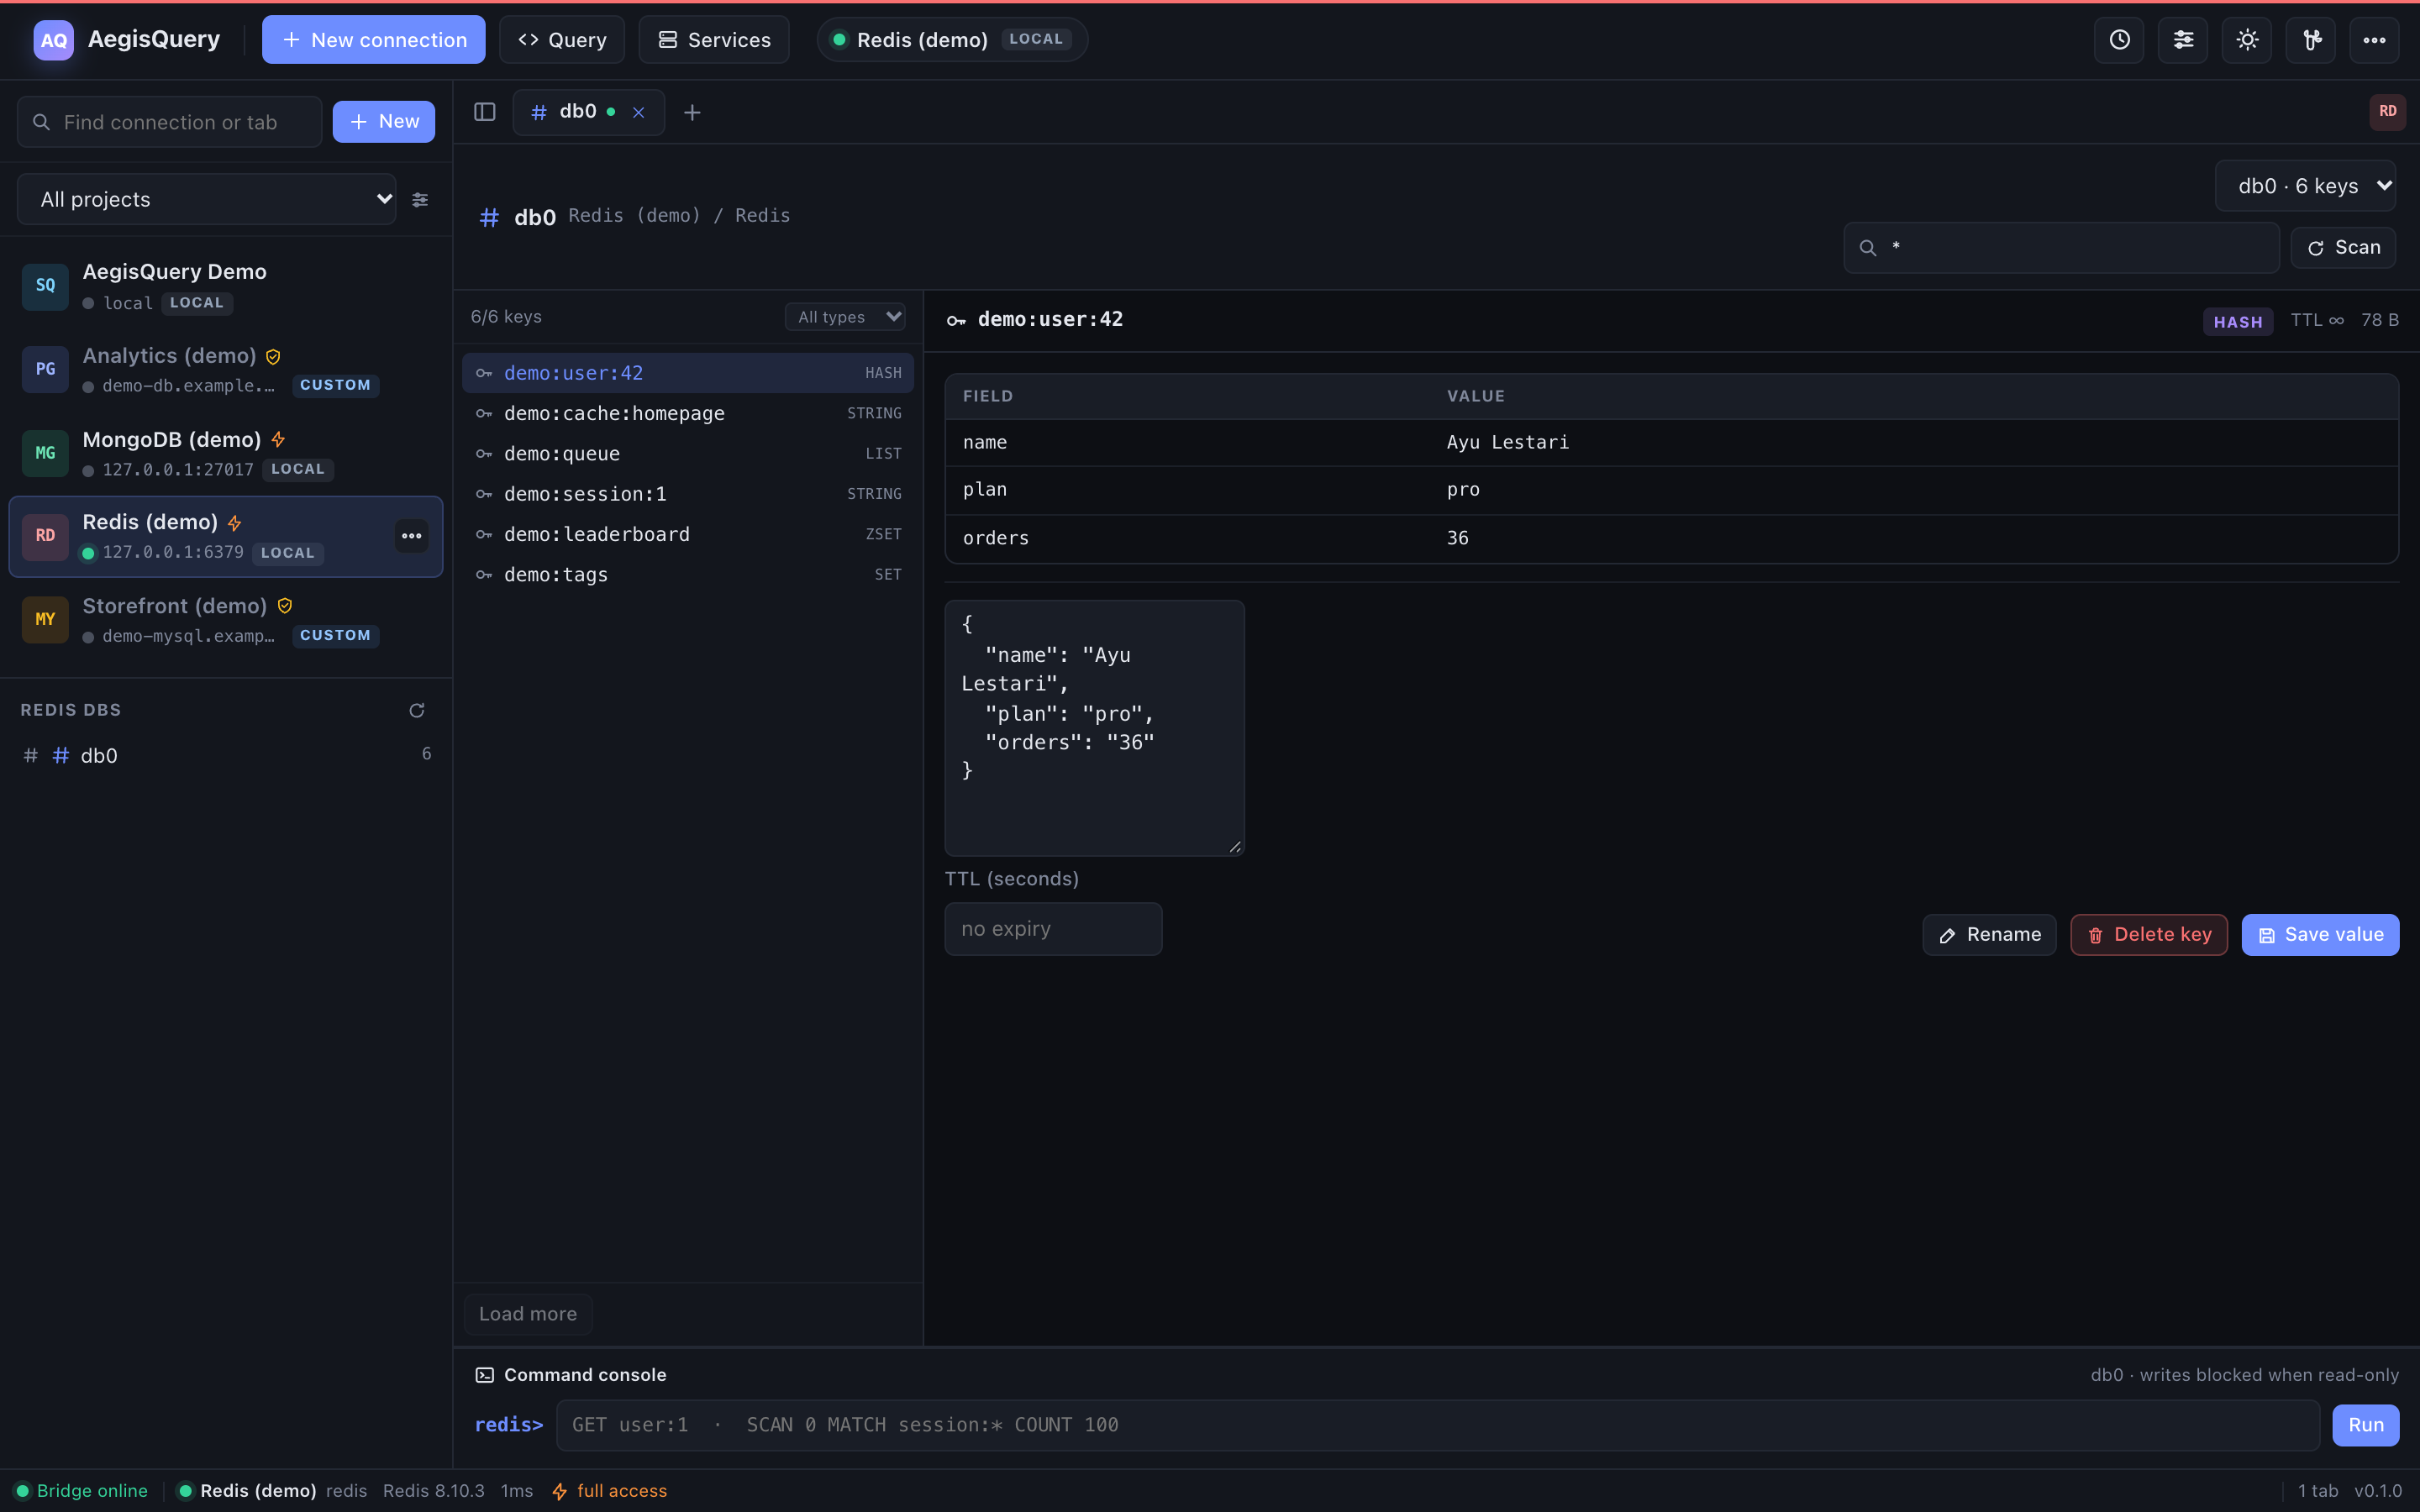 AQ AegisQuery New connection Query Services Redis (demo) LOCAL
Find connection or tab New
All projects
SQ AegisQuery Demo
local LOCAL
PG Analytics (demo)
demo-db.example.… CUSTOM
MG MongoDB (demo)
127.0.0.1:27017 LOCAL
RD Redis (demo)
127.0.0.1:6379 LOCAL
MY Storefront (demo)
demo-mysql.examp… CUSTOM
REDIS DBS
# # db0 6
# db0
RD
# db0 Redis (demo) / Redis
db0 · 6 keys
*
Scan
6/6 keys All types
demo:user:42 HASH
demo:cache:homepage STRING
demo:queue LIST
demo:session:1 STRING
demo:leaderboard ZSET
demo:tags SET
Load more
demo:user:42 HASH TTL ∞ 78 B
FIELD VALUE
name Ayu Lestari
plan pro
orders 36
{
"name": "Ayu
Lestari",
"plan": "pro",
"orders": "36"
}
TTL (seconds)
no expiry
Rename Delete key Save value
Command console db0 · writes blocked when read-only
redis> GET user:1 · SCAN 0 MATCH session:* COUNT 100 Run
Bridge online Redis (demo) redis Redis 8.10.3 1ms full access 1 tab v0.1.0